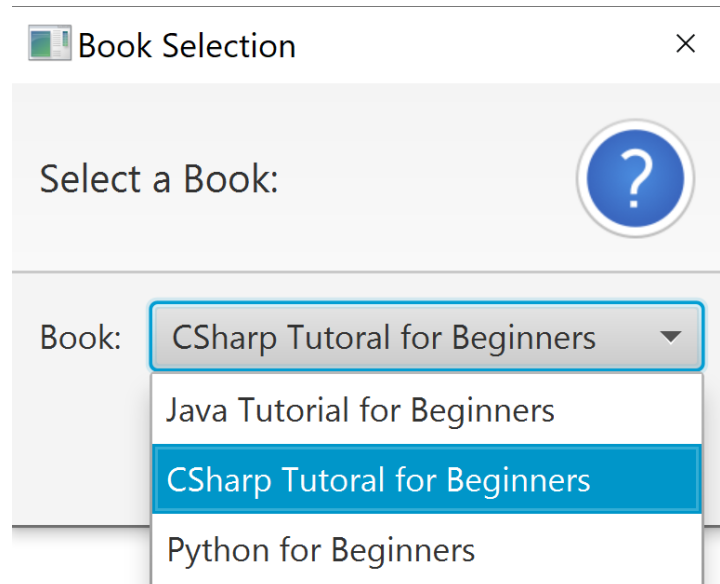 Book Selection
Select a Book:
?
Book: CSharp Tutoral for Beginners
Java Tutorial for Beginners
CSharp Tutoral for Beginners
Python for Beginners